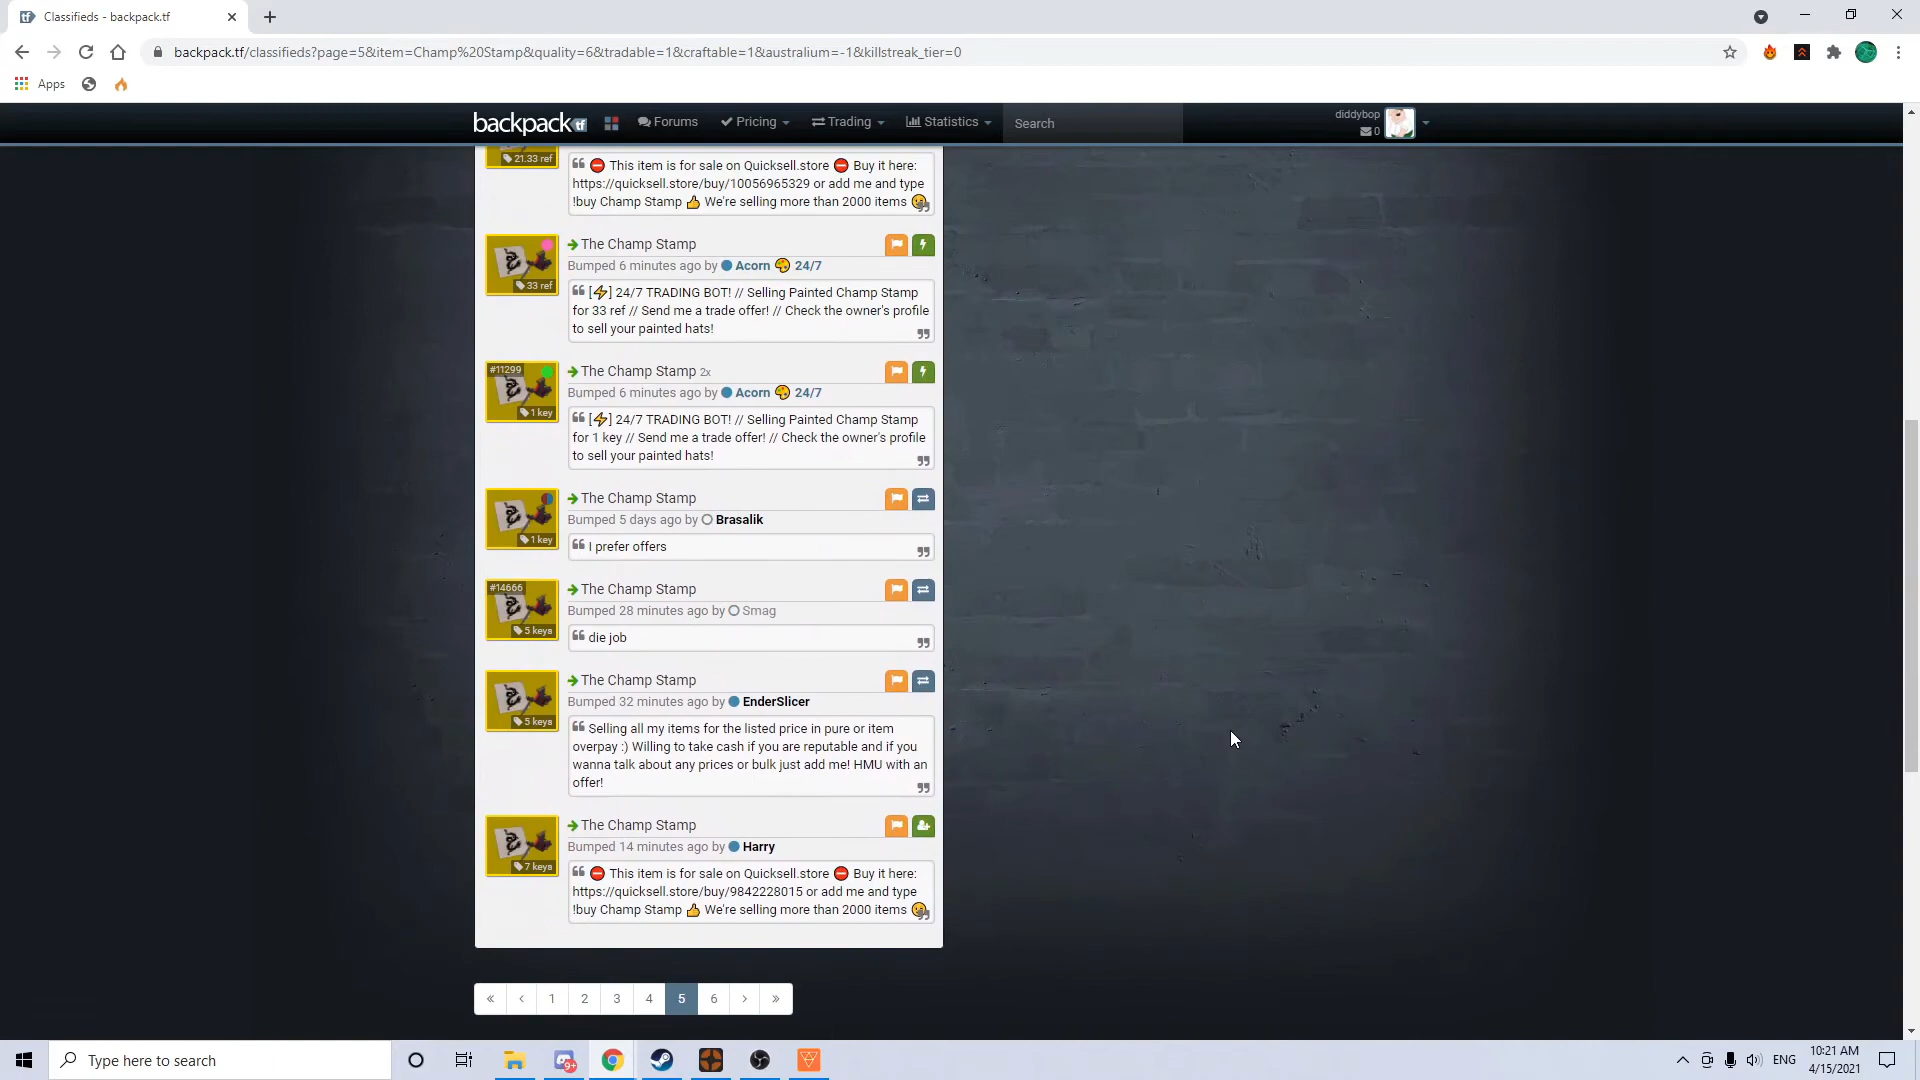 Classifieds - backpack.tf
backpack.tf/classifieds?page=5&item=Champ%20Stamp&quality=6&tradable=1&craftable=1&australium=-1&killstreak_tier=0
Apps
backpack tf
Forums
Pricing
Trading
Statistics
Search
diddybop
0
21.33 ref
This item is for sale on Quicksell.store ⛔ Buy it here:
https://quicksell.store/buy/10056965329 or add me and type
!buy Champ Stamp 👍 We're selling more than 2000 items
The Champ Stamp
Bumped 6 minutes ago by Acorn 🎨 24/7
33 ref
[⚡] 24/7 TRADING BOT! // Selling Painted Champ Stamp
for 33 ref // Send me a trade offer! // Check the owner's profile
to sell your painted hats!
#11299
The Champ Stamp 2x
Bumped 6 minutes ago by Acorn 🎨 24/7
1 key
[⚡] 24/7 TRADING BOT! // Selling Painted Champ Stamp
for 1 key // Send me a trade offer! // Check the owner's profile
to sell your painted hats!
The Champ Stamp
Bumped 5 days ago by Brasalik
1 key
I prefer offers
#14666
The Champ Stamp
Bumped 28 minutes ago by Smag
5 keys
die job
The Champ Stamp
Bumped 32 minutes ago by EnderSlicer
5 keys
Selling all my items for the listed price in pure or item
overpay :) Willing to take cash if you are reputable and if you
wanna talk about any prices or bulk just add me! HMU with an
offer!
The Champ Stamp
Bumped 14 minutes ago by Harry
7 keys
⛔ This item is for sale on Quicksell.store ⛔ Buy it here:
https://quicksell.store/buy/9842228015 or add me and type
!buy Champ Stamp 👍 We're selling more than 2000 items
« ‹ 1 2 3 4 5 6 › »
Type here to search
9+
ENG
10:21 AM
4/15/2021